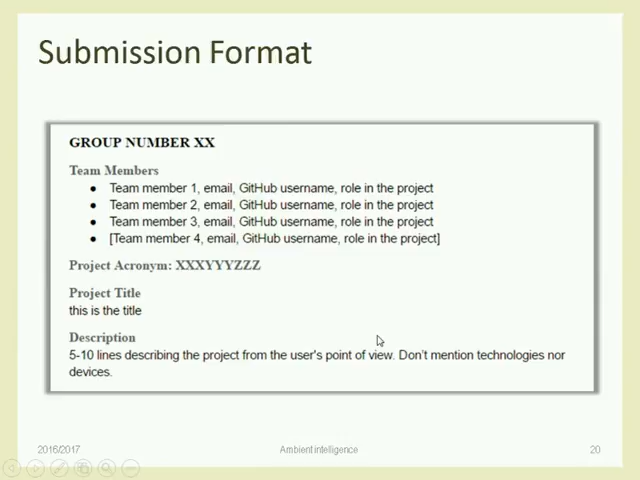 Submission Format
GROUP NUMBER XX
Team Members
● Team member 1, email, GitHub username, role in the project
● Team member 2, email, GitHub username, role in the project
● Team member 3, email, GitHub username, role in the project
● [Team member 4, email, GitHub username, role in the project]
Project Acronym: XXXYYYZZZ
Project Title
this is the title
Description
5-10 lines describing the project from the user's point of view. Don't mention technologies nor
devices.
2016/2017 Ambient intelligence 20